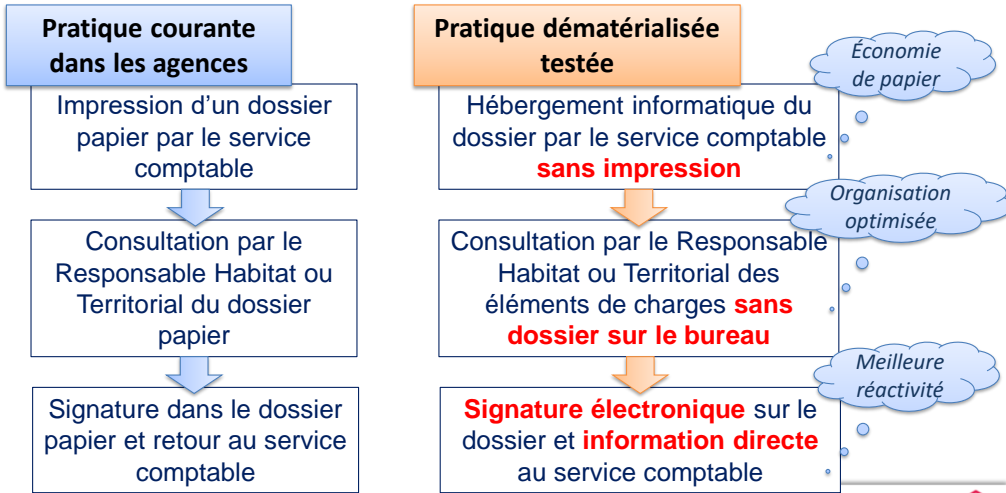 Pratique courante
dans les agences
Impression d’un dossier
papier par le service
comptable
Consultation par le
Responsable Habitat ou
Territorial du dossier
papier
Signature dans le dossier
papier et retour au service
comptable
Pratique dématérialisée
testée
Hébergement informatique du
dossier par le service comptable
sans impression
Consultation par le Responsable
Habitat ou Territorial des
éléments de charges sans
dossier sur le bureau
Signature électronique sur le
dossier et information directe
au service comptable
Économie
de papier
Organisation
optimisée
Meilleure
réactivité